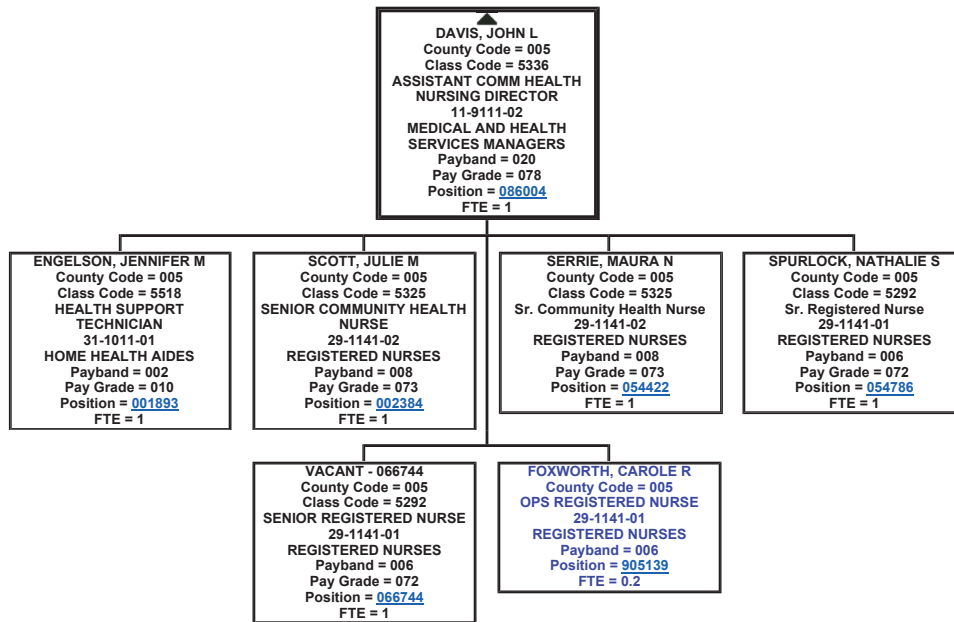 DAVIS, JOHN L
County Code = 005
Class Code = 5336
ASSISTANT COMM HEALTH
NURSING DIRECTOR
11-9111-02
MEDICAL AND HEALTH
SERVICES MANAGERS
Payband = 020
Pay Grade = 078
Position = 086004
FTE = 1
ENGELSON, JENNIFER M
County Code = 005
Class Code = 5518
HEALTH SUPPORT
TECHNICIAN
31-1011-01
HOME HEALTH AIDES
Payband = 002
Pay Grade = 010
Position = 001893
FTE = 1
SCOTT, JULIE M
County Code = 005
Class Code = 5325
SENIOR COMMUNITY HEALTH
NURSE
29-1141-02
REGISTERED NURSES
Payband = 008
Pay Grade = 073
Position = 002384
FTE = 1
SERRIE, MAURA N
County Code = 005
Class Code = 5325
Sr. Community Health Nurse
29-1141-02
REGISTERED NURSES
Payband = 008
Pay Grade = 073
Position = 054422
FTE = 1
SPURLOCK, NATHALIE S
County Code = 005
Class Code = 5292
Sr. Registered Nurse
29-1141-01
REGISTERED NURSES
Payband = 006
Pay Grade = 072
Position = 054786
FTE = 1
VACANT - 066744
County Code = 005
Class Code = 5292
SENIOR REGISTERED NURSE
29-1141-01
REGISTERED NURSES
Payband = 006
Pay Grade = 072
Position = 066744
FTE = 1
FOXWORTH, CAROLE R
County Code = 005
OPS REGISTERED NURSE
29-1141-01
REGISTERED NURSES
Payband = 006
Position = 905139
FTE = 0.2